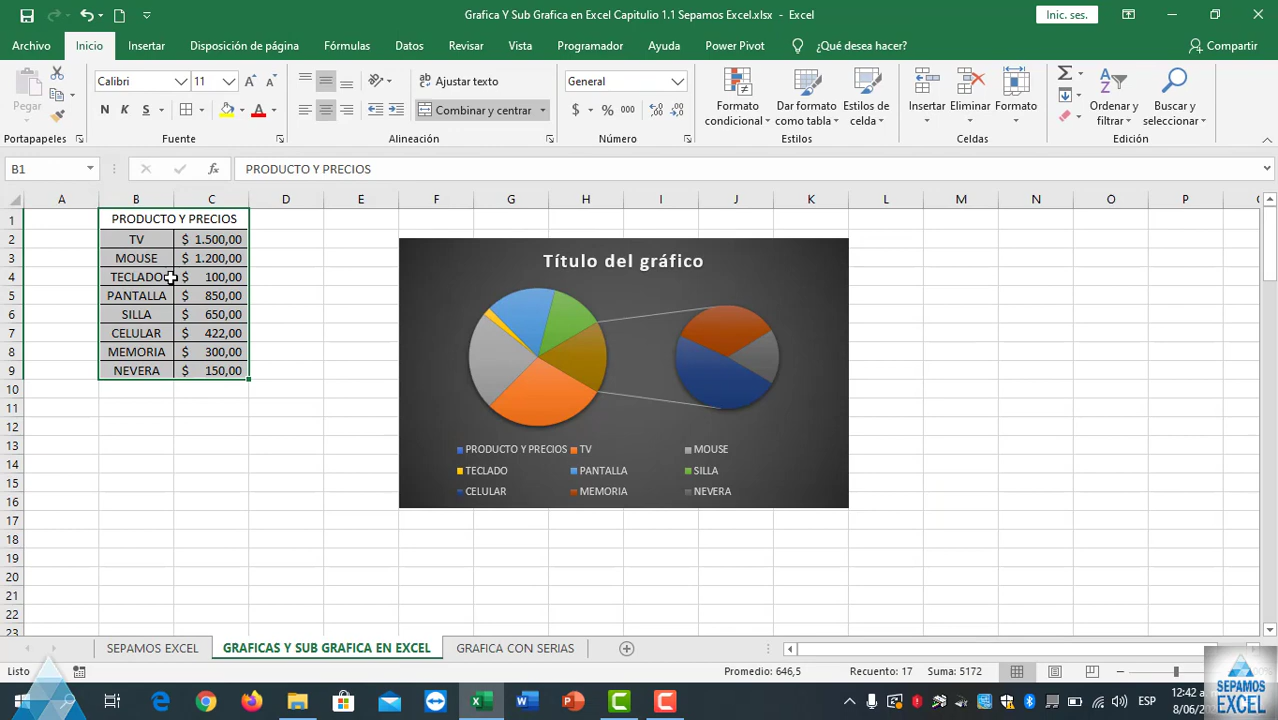 Grafica Y Sub Grafica en Excel Capitulio 1.1 Sepamos Excel.xlsx - Excel
Inic. ses.
Archivo Inicio Insertar Disposición de página Fórmulas Datos Revisar Vista Programador Ayuda Power Pivot ¿Qué desea hacer? Compartir
Pegar
Calibri 11
N K S
Ajustar texto
Combinar y centrar
General
$ % 000
Formato condicional
Dar formato como tabla
Estilos de celda
Insertar Eliminar Formato
Ordenar y filtrar
Buscar y seleccionar
Portapapeles Fuente Alineación Número Estilos Celdas Edición
B1 fx PRODUCTO Y PRECIOS
A B C D E F G H I J K L M N O P
1 PRODUCTO Y PRECIOS
2 TV $ 1.500,00
3 MOUSE $ 1.200,00
4 TECLADO $ 100,00
5 PANTALLA $ 850,00
6 SILLA $ 650,00
7 CELULAR $ 422,00
8 MEMORIA $ 300,00
9 NEVERA $ 150,00
10
11
12
13
14
15
16
17
18
19
20
21
22
23
Título del gráfico
PRODUCTO Y PRECIOS TV MOUSE
TECLADO PANTALLA SILLA
CELULAR MEMORIA NEVERA
SEPAMOS EXCEL GRAFICAS Y SUB GRAFICA EN EXCEL GRAFICA CON SERIAS
Listo Promedio: 646,5 Recuento: 17 Suma: 5172
ESP
12:42 a.
8/06/20
SEPAMOS
EXCEL